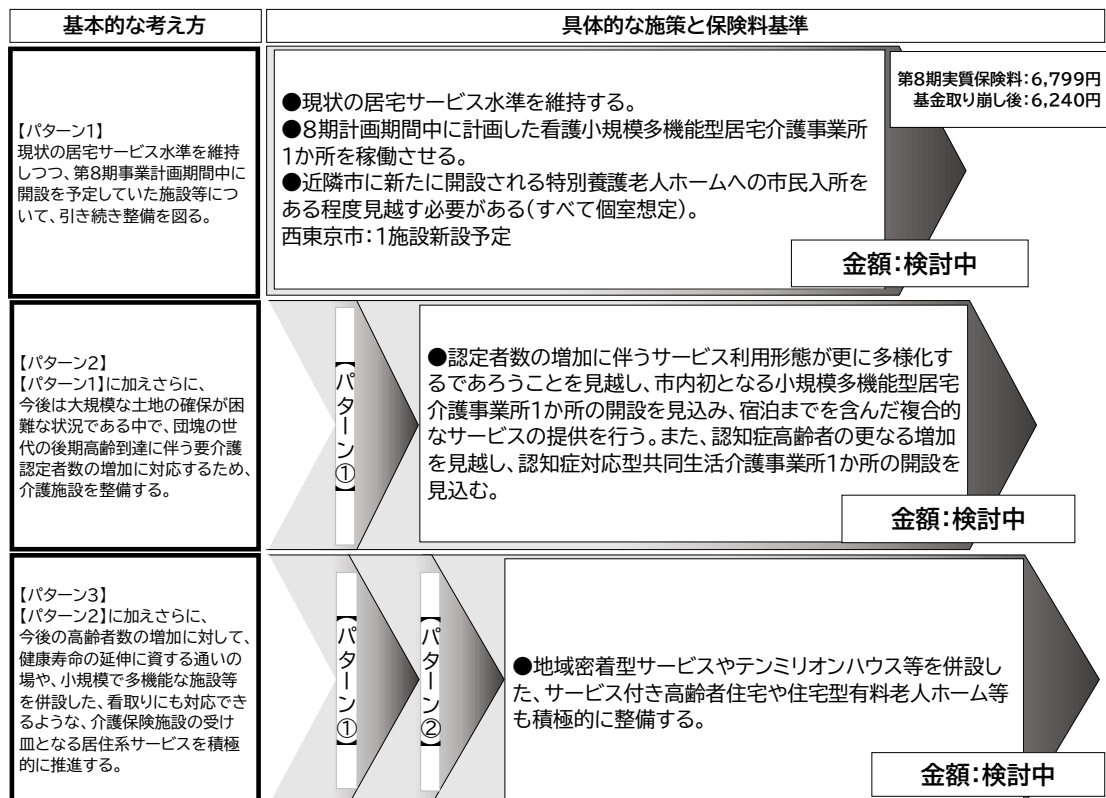 基本的な考え方
具体的な施策と保険料基準
【パターン1】
現状の居宅サービス水準を維持
しつつ、第8期事業計画期間中に
開設を予定していた施設等につ
いて、引き続き整備を図る。
●現状の居宅サービス水準を維持する。
●8期計画期間中に計画した看護小規模多機能型居宅介護事業所
1か所を稼働させる。
●近隣市に新たに開設される特別養護老人ホームへの市民入所を
ある程度見越す必要がある(すべて個室想定)。
西東京市:1施設新設予定
第8期実質保険料:6,799円
基金取り崩し後:6,240円
金額:検討中
【パターン2】
【パターン1】に加えさらに、
今後は大規模な土地の確保が困
難な状況である中で、団塊の世
代の後期高齢到達に伴う要介護
認定者数の増加に対応するため、
介護施設を整備する。
【パターン①】
●認定者数の増加に伴うサービス利用形態が更に多様化す
るであろうことを見越し、市内初となる小規模多機能型居宅
介護事業所1か所の開設を見込み、宿泊までを含んだ複合的
なサービスの提供を行う。また、認知症高齢者の更なる増加
を見越し、認知症対応型共同生活介護事業所1か所の開設を
見込む。
金額:検討中
【パターン3】
【パターン2】に加えさらに、
今後の高齢者数の増加に対して、
健康寿命の延伸に資する通いの
場や、小規模で多機能な施設等
を併設した、看取りにも対応でき
るような、介護保険施設の受け
皿となる居住系サービスを積極
的に推進する。
【パターン①】
【パターン②】
●地域密着型サービスやテンミリオンハウス等を併設し
た、サービス付き高齢者住宅や住宅型有料老人ホーム等
も積極的に整備する。
金額:検討中